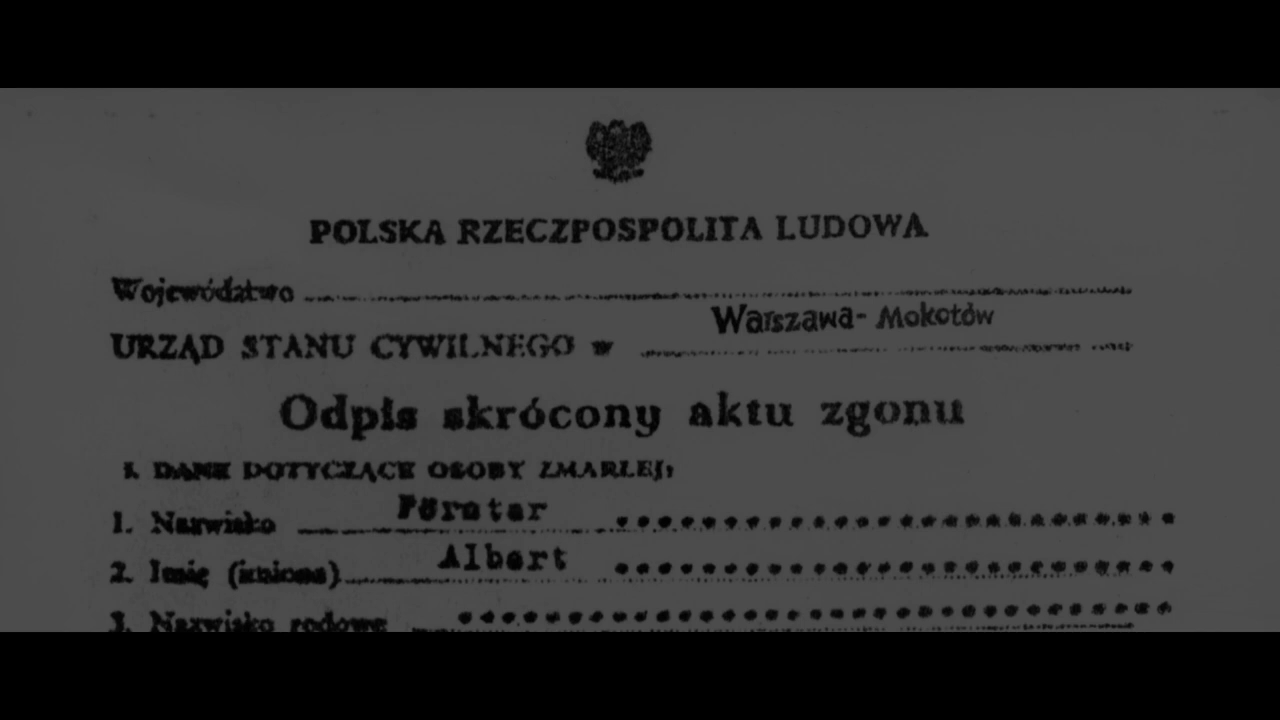 POLSKA RZECZPOSPOLITA LUDOWA
Województwo
Warszawa-Mokotów
URZĄD STANU CYWILNEGO w
Odpis skrócony aktu zgonu
I. DANE DOTYCZĄCE OSOBY ZMARŁEJ:
1. Nazwisko Förster
2. Imię (imiona) Albert
3. Nazwisko rodowe